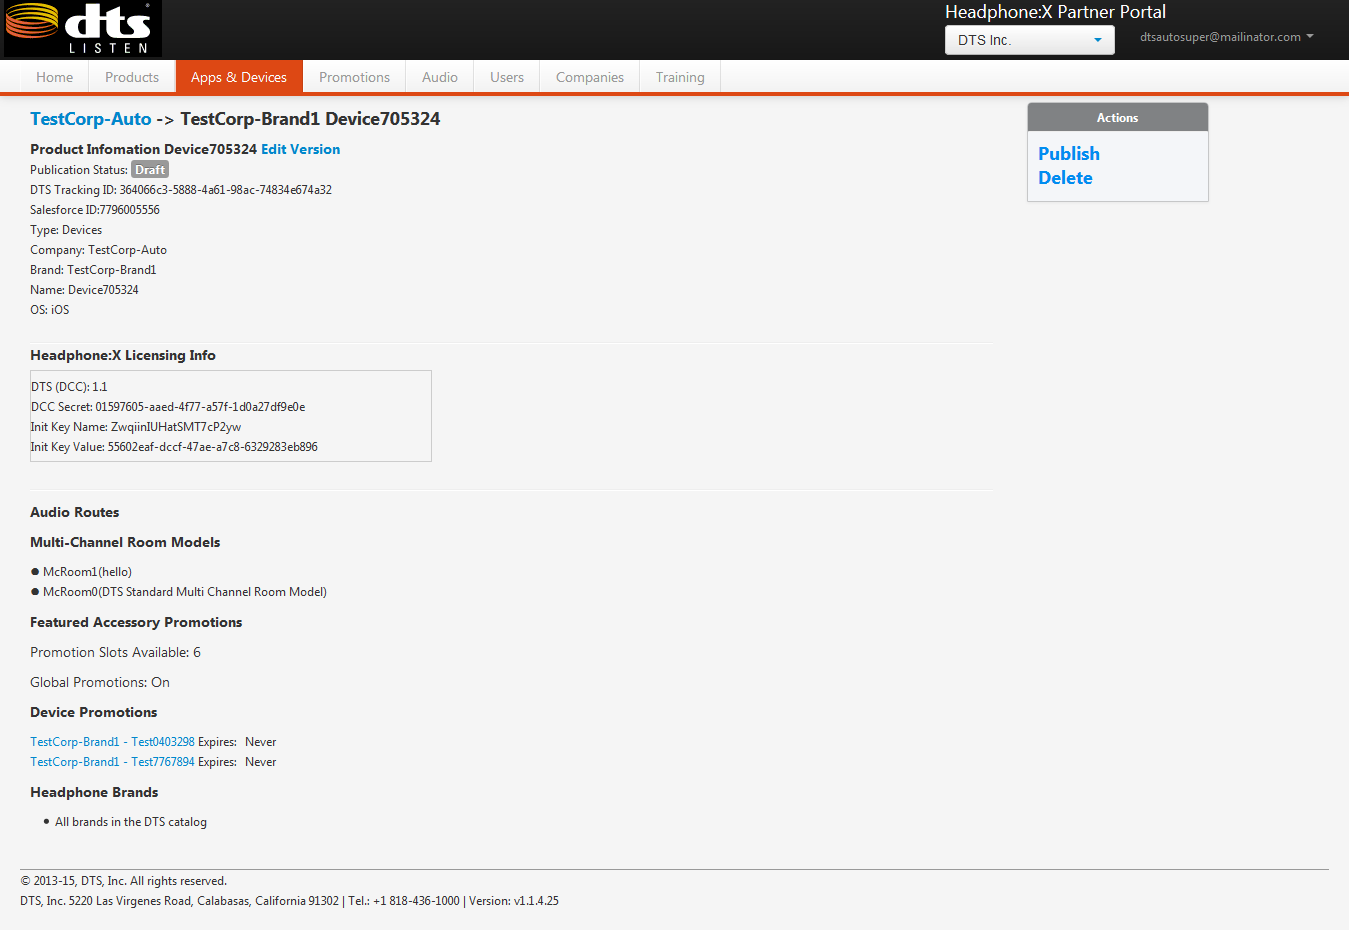 dts
LISTEN
Headphone:X Partner Portal
DTS Inc.
dtsautosuper@mailinator.com
Home Products Apps & Devices Promotions Audio Users Companies Training
TestCorp-Auto -> TestCorp-Brand1 Device705324
Actions
Publish
Delete
Product Infomation Device705324 Edit Version
Publication Status: Draft
DTS Tracking ID: 364066c3-5888-4a61-98ac-74834e674a32
Salesforce ID:7796005556
Type: Devices
Company: TestCorp-Auto
Brand: TestCorp-Brand1
Name: Device705324
OS: iOS
Headphone:X Licensing Info
DTS (DCC): 1.1
DCC Secret: 01597605-aaed-4f77-a57f-1d0a27df9e0e
Init Key Name: ZwqiinIUHatSMT7cP2yw
Init Key Value: 55602eaf-dccf-47ae-a7c8-6329283eb896
Audio Routes
Multi-Channel Room Models
● McRoom1(hello)
● McRoom0(DTS Standard Multi Channel Room Model)
Featured Accessory Promotions
Promotion Slots Available: 6
Global Promotions: On
Device Promotions
TestCorp-Brand1 - Test0403298 Expires: Never
TestCorp-Brand1 - Test7767894 Expires: Never
Headphone Brands
• All brands in the DTS catalog
© 2013-15, DTS, Inc. All rights reserved.
DTS, Inc. 5220 Las Virgenes Road, Calabasas, California 91302 | Tel.: +1 818-436-1000 | Version: v1.1.4.25